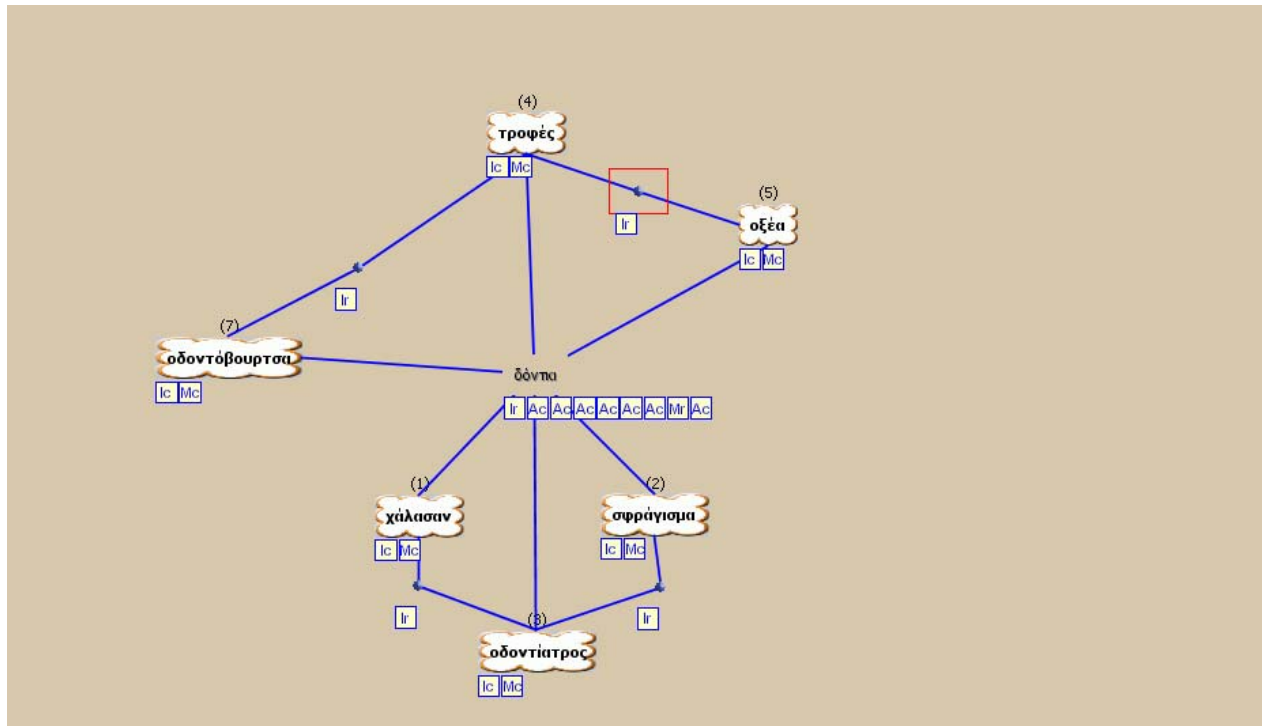 (4)
τροφές
Ic Mc
(5)
Ir
οξέα
Ic Mc
Ir
(7)
οδοντόβουρτσα
Ic Mc
δόντια
Ir Ac Ac Ac Ac Ac Ac Mr Ac
(1)
(2)
χάλασαν
σφράγισμα
Ic Mc
Ic Mc
Ir
Ir
(3)
οδοντίατρος
Ic Mc